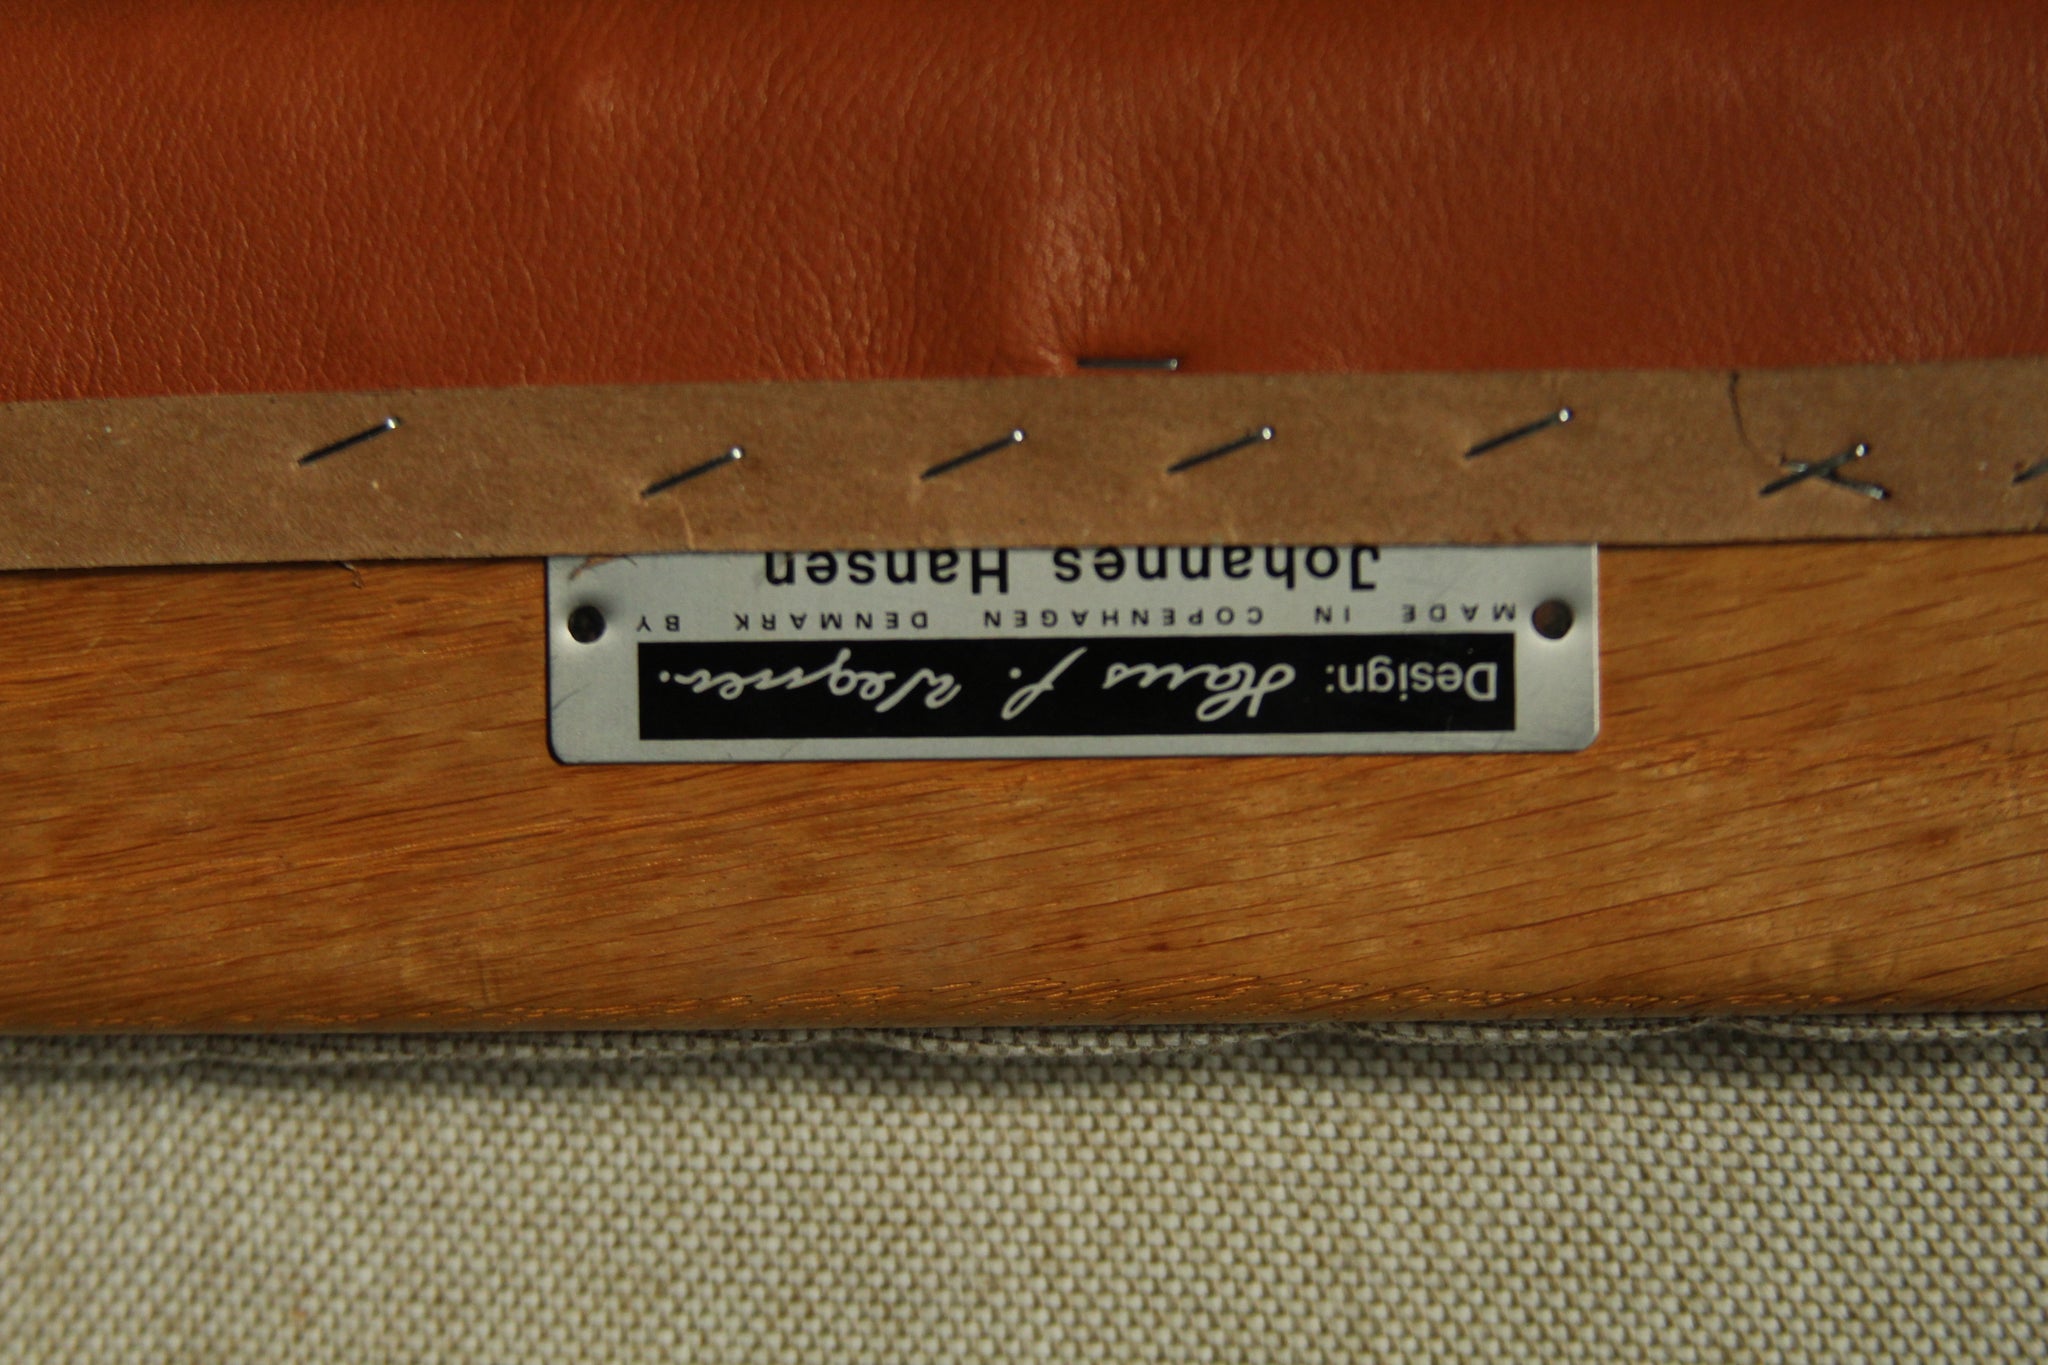 Design: Hans J. Wegner.
MADE IN COPENHAGEN DENMARK BY
Johannes Hansen